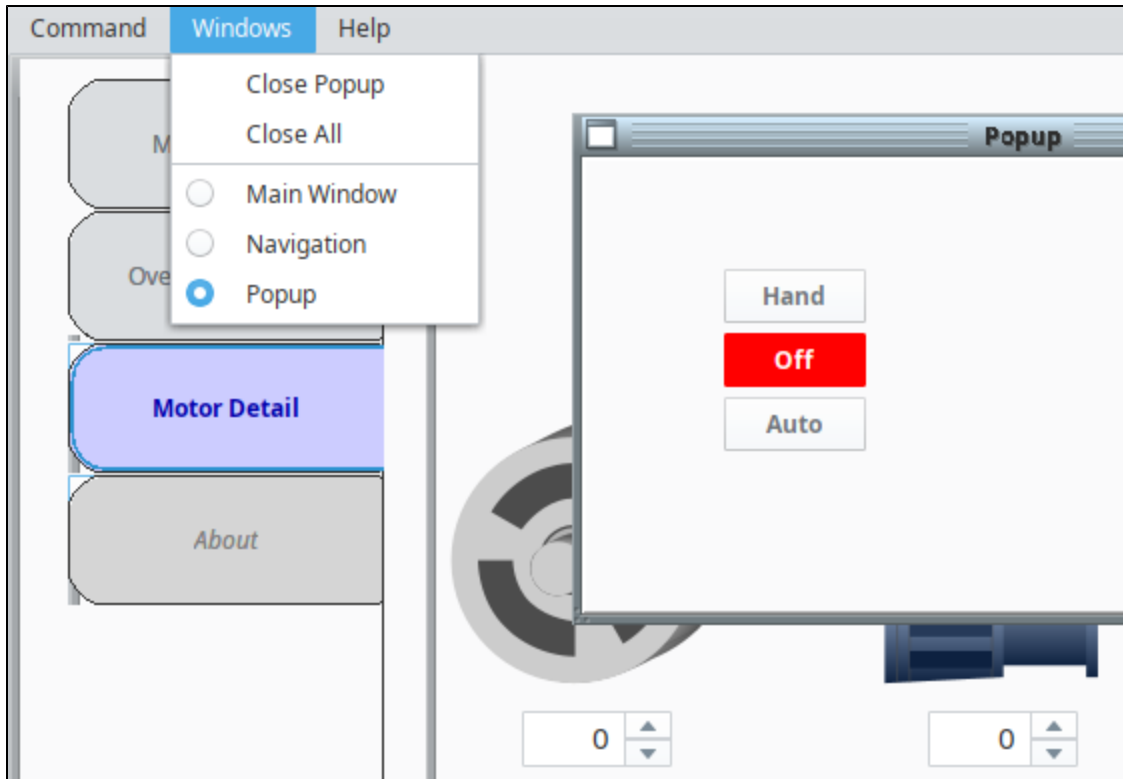 Command Windows Help
Close Popup
Close All
Main Window
Navigation
Popup
M
Ove
Motor Detail
About
Popup
Hand
Off
Auto
0
0